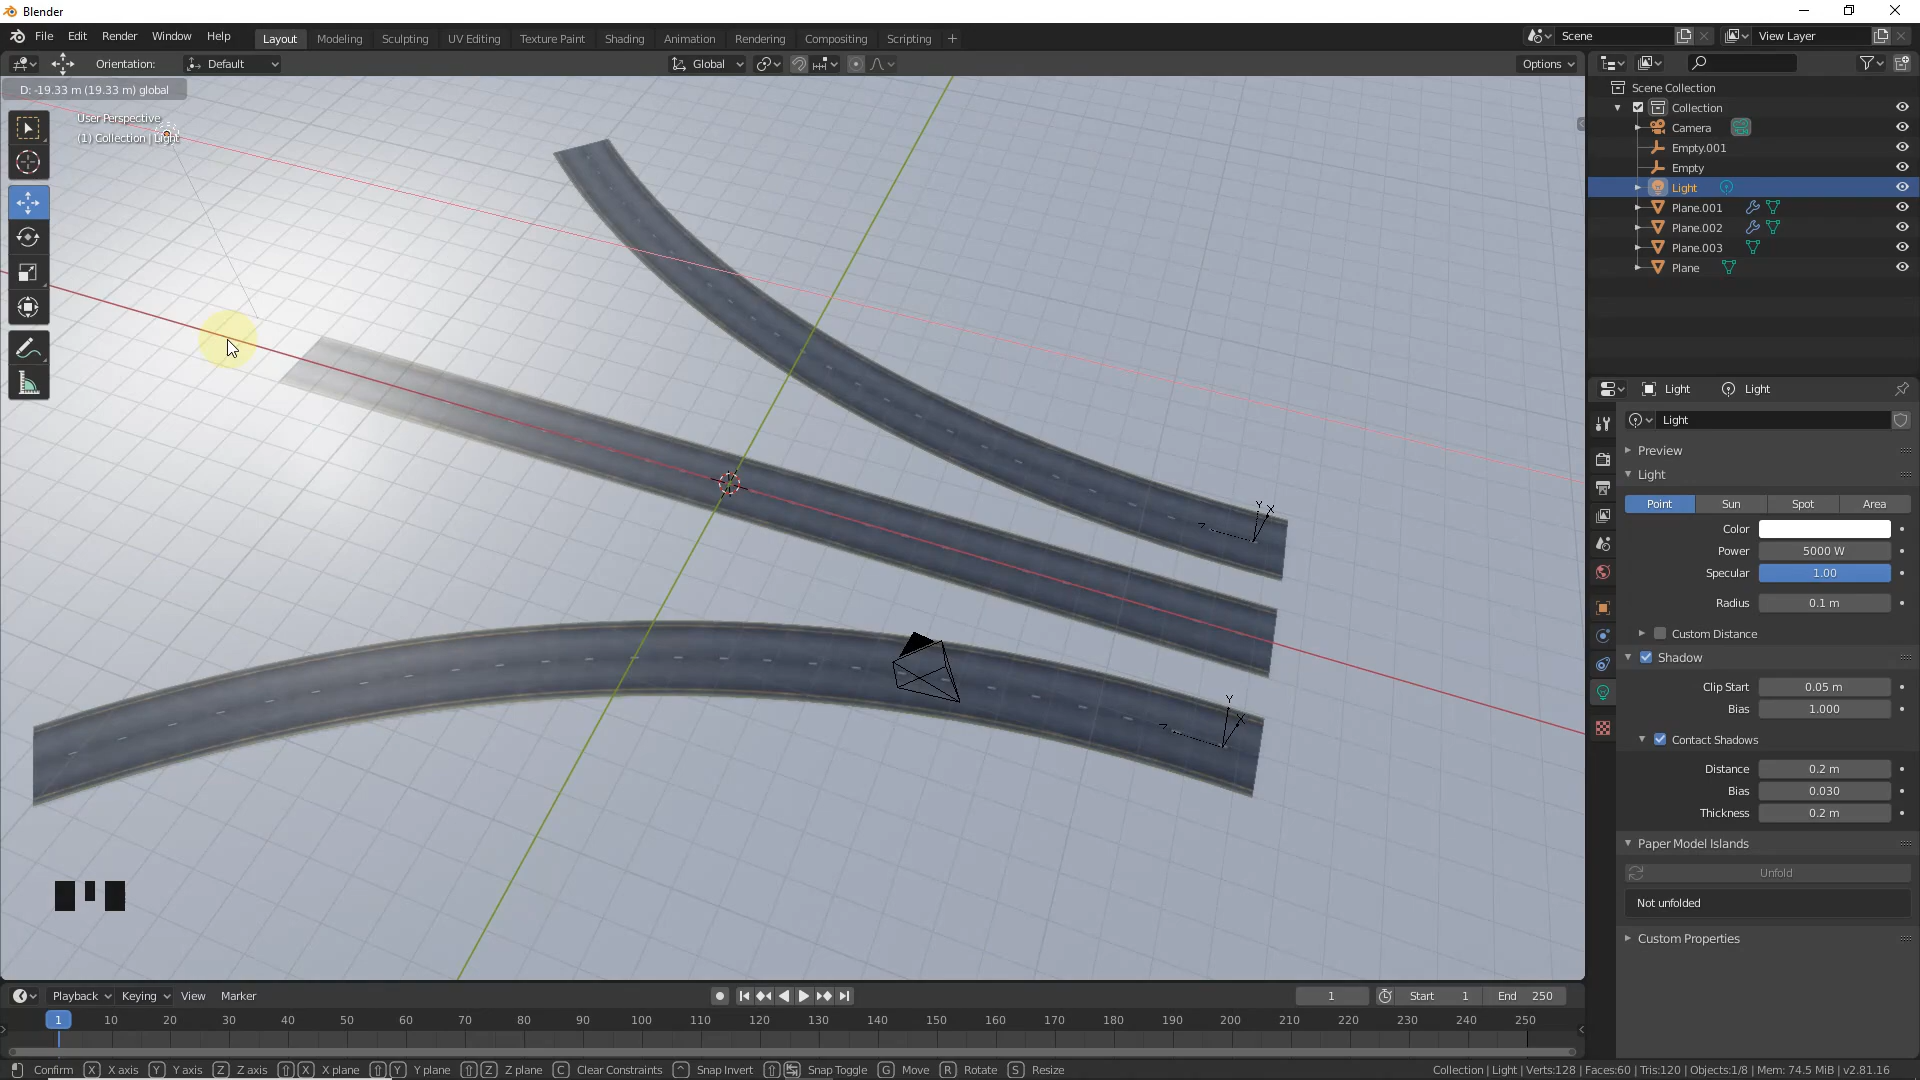 Blender
File Edit Render Window Help Layout Modeling Sculpting UV Editing Texture Paint Shading Animation Rendering Compositing Scripting + Scene View Layer
Orientation: Default Global Options
D: -19.33 m (19.33 m) global
User Perspective
(1) Collection | Light
Scene Collection
Collection
Camera
Empty.001
Empty
Light
Plane.001
Plane.002
Plane.003
Plane
Light Light
Light
Preview
Light
Point Sun Spot Area
Color
Power 5000 W
Specular 1.00
Radius 0.1 m
Custom Distance
Shadow
Clip Start 0.05 m
Bias 1.000
Contact Shadows
Distance 0.2 m
Bias 0.030
Thickness 0.2 m
Paper Model Islands
Unfold
Not unfolded
Custom Properties
Y X
Y X
Playback Keying View Marker 1 Start 1 End 250
1 10 20 30 40 50 60 70 80 90 100 110 120 130 140 150 160 170 180 190 200 210 220 230 240 250
Confirm X X axis Y Y axis Z Z axis X X plane Y Y plane Z Z plane C Clear Constraints Snap Invert Snap Toggle G Move R Rotate S Resize Collection | Light | Verts:128 | Faces:60 | Tris:120 | Objects:1/8 | Mem: 74.5 MiB | v2.81.16